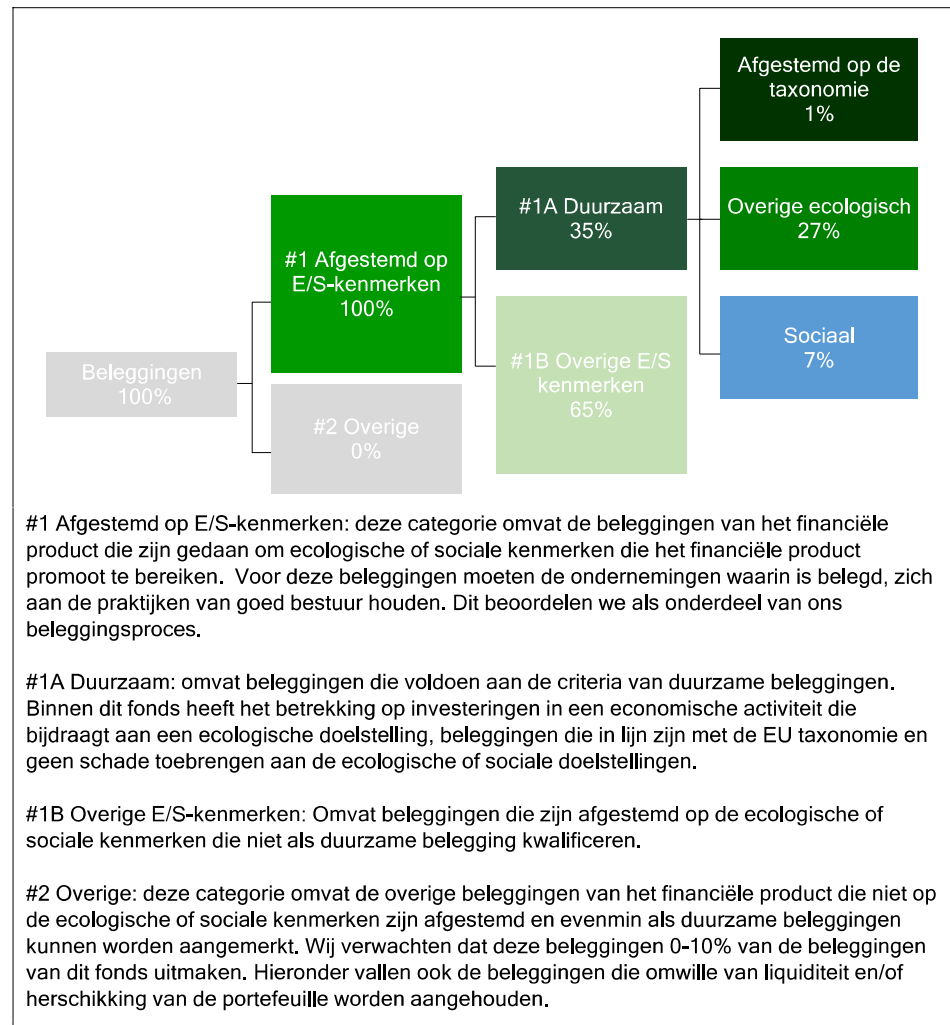 Afgestemd op de
taxonomie
1%
#1A Duurzaam
35%
Overige ecologisch
27%
#1 Afgestemd op
E/S-kenmerken
100%
Sociaal
7%
#1B Overige E/S
kenmerken
65%
Beleggingen
100%
#2 Overige
0%
#1 Afgestemd op E/S-kenmerken: deze categorie omvat de beleggingen van het financiële
product die zijn gedaan om ecologische of sociale kenmerken die het financiële product
promoot te bereiken. Voor deze beleggingen moeten de ondernemingen waarin is belegd, zich
aan de praktijken van goed bestuur houden. Dit beoordelen we als onderdeel van ons
beleggingsproces.
#1A Duurzaam: omvat beleggingen die voldoen aan de criteria van duurzame beleggingen.
Binnen dit fonds heeft het betrekking op investeringen in een economische activiteit die
bijdraagt aan een ecologische doelstelling, beleggingen die in lijn zijn met de EU taxonomie en
geen schade toebrengen aan de ecologische of sociale doelstellingen.
#1B Overige E/S-kenmerken: Omvat beleggingen die zijn afgestemd op de ecologische of
sociale kenmerken die niet als duurzame belegging kwalificeren.
#2 Overige: deze categorie omvat de overige beleggingen van het financiële product die niet op
de ecologische of sociale kenmerken zijn afgestemd en evenmin als duurzame beleggingen
kunnen worden aangemerkt. Wij verwachten dat deze beleggingen 0-10% van de beleggingen
van dit fonds uitmaken. Hieronder vallen ook de beleggingen die omwille van liquiditeit en/of
herschikking van de portefeuille worden aangehouden.